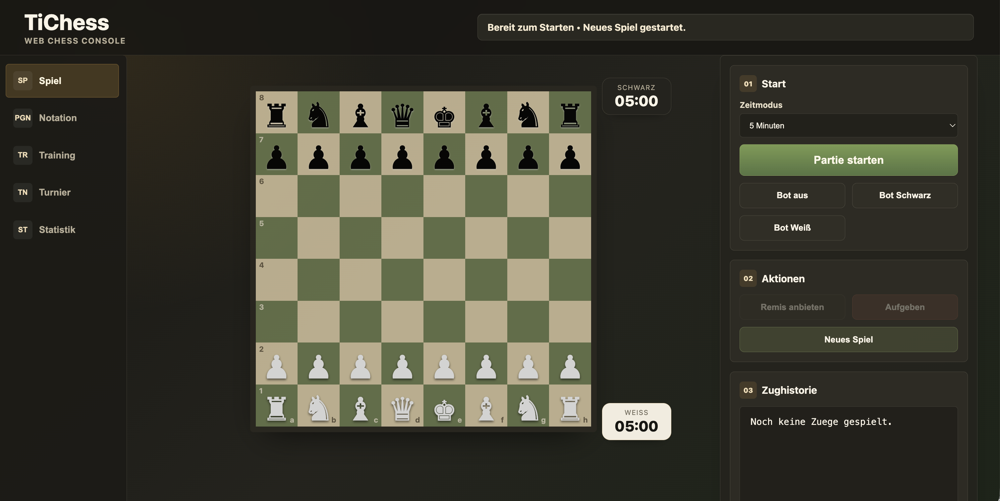 TiChess
WEB CHESS CONSOLE
Bereit zum Starten • Neues Spiel gestartet.
SP Spiel
PGN Notation
TR Training
TN Turnier
ST Statistik
8
7
6
5
4
3
2
1
a b c d e f g h
SCHWARZ
05:00
WEISS
05:00
01 Start
Zeitmodus
5 Minuten
Partie starten
Bot aus Bot Schwarz
Bot Weiß
02 Aktionen
Remis anbieten Aufgeben
Neues Spiel
03 Zughistorie
Noch keine Zuege gespielt.